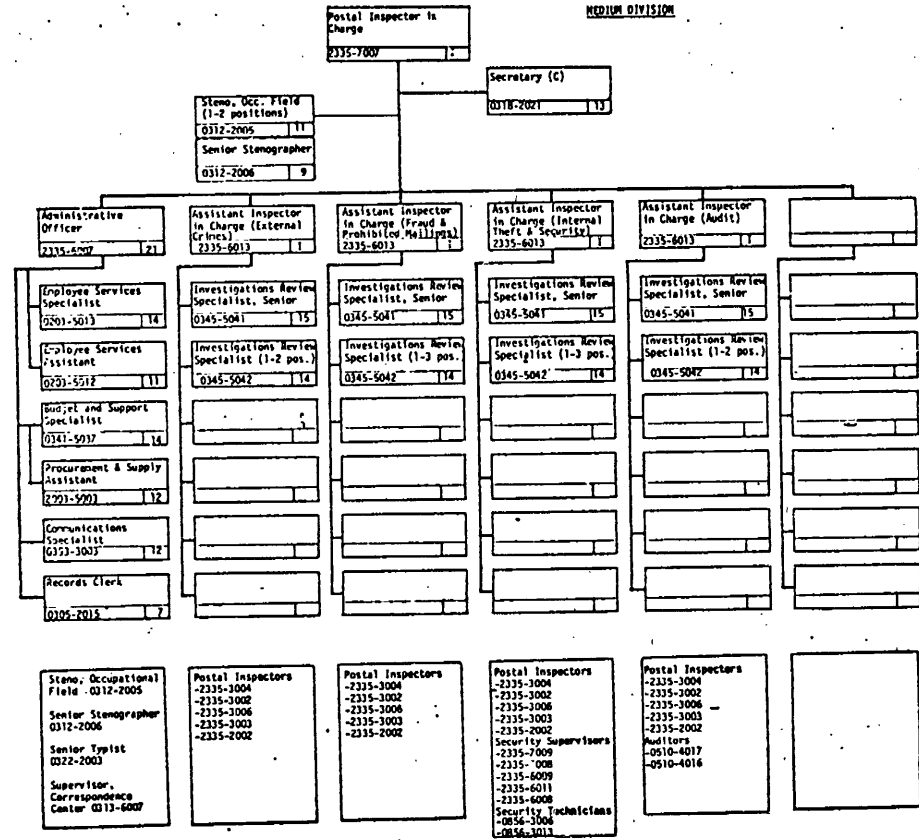 MEDIUM DIVISION
Postal Inspector is
Charge
2335-7007
Secretary (C)
0318-2021 13
Steno, Occ. Field
(1-2 positions)
0312-2005 11
Senior Stenographer
0312-2006 9
Administrative
Officer
2335-5007 21
Assistant Inspector
in Charge (External
Crimes)
2335-6013 I
Assistant Inspector
in Charge (Fraud &
Prohibited Mailings)
2335-6013
Assistant Inspector
in Charge (Internal
Theft & Security)
2335-6013 I
Assistant Inspector
in Charge (Audit)
2335-6013 I
Employee Services
Specialist
0201-5013 14
Investigations Review
Specialist, Senior
0345-5041 15
Investigations Review
Specialist, Senior
0345-5041 15
Investigations Review
Specialist, Senior
0345-5041 15
Investigations Review
Specialist, Senior
0345-5041 15
Employee Services
Assistant
0203-5012 11
Investigations Review
Specialist (1-2 pos.)
0345-5042 14
Investigations Review
Specialist (1-3 pos.)
0345-5042 14
Investigations Review
Specialist (1-3 pos.)
0345-5042 14
Investigations Review
Specialist (1-2 pos.)
0345-5042 14
Budget and Support
Specialist
0341-5037 14
Procurement & Supply
Assistant
2001-5003 12
Communications
Specialist
0393-3003 12
Records Clerk
0305-2015 7
Steno, Occupational
Field 0312-2005
Senior Stenographer
0312-2006
Senior Typist
0322-2003
Supervisor,
Correspondence
Center 0313-6007
Postal Inspectors
-2335-3004
-2335-3002
-2335-3006
-2335-3003
-2335-2002
Postal Inspectors
-2335-3004
-2335-3002
-2335-3006
-2335-3003
-2335-2002
Postal Inspectors
-2335-3004
-2335-3002
-2335-3006
-2335-3003
-2335-2002
Security Supervisors
-2335-7009
-2335- 008
-2335-6009
-2335-6011
-2335-6008
Security Technicians
-0856-3006
-0856-3013
Postal Inspectors
-2335-3004
-2335-3002
-2335-3006
-2335-3003
-2335-2002
Auditors
-0510-4017
-0510-4016